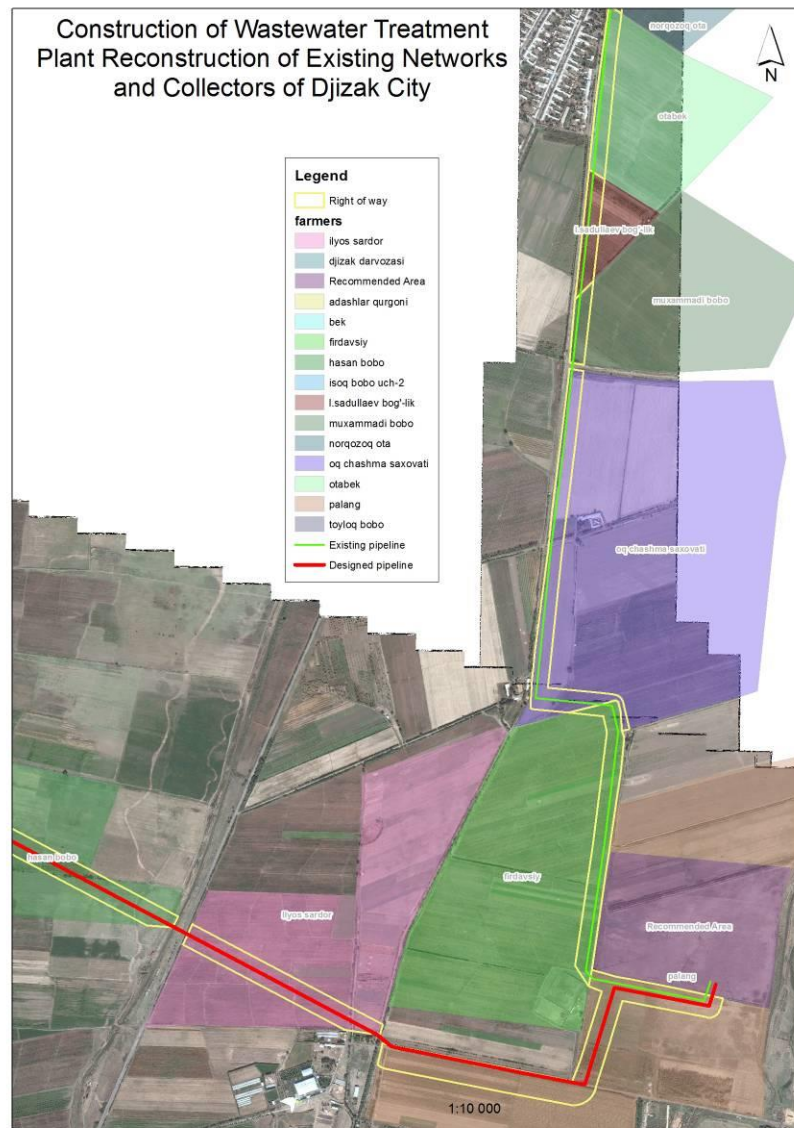 Construction of Wastewater Treatment
Plant Reconstruction of Existing Networks
and Collectors of Djizak City
N
Legend
Right of way
farmers
ilyos sardor
djizak darvozasi
Recommended Area
adashlar qurgoni
bek
firdavsiy
hasan bobo
isoq bobo uch-2
I.sadullaev bog'-lik
muxammadi bobo
norqozoq ota
oq chashma saxovati
otabek
palang
toyloq bobo
Existing pipeline
Designed pipeline
norqozoq ota
otabek
I.sadullaev bog'-lik
muxammadi bobo
oq chashma saxovati
hasan bobo
ilyos sardor
firdavsiy
Recommended Area
palang
1:10 000